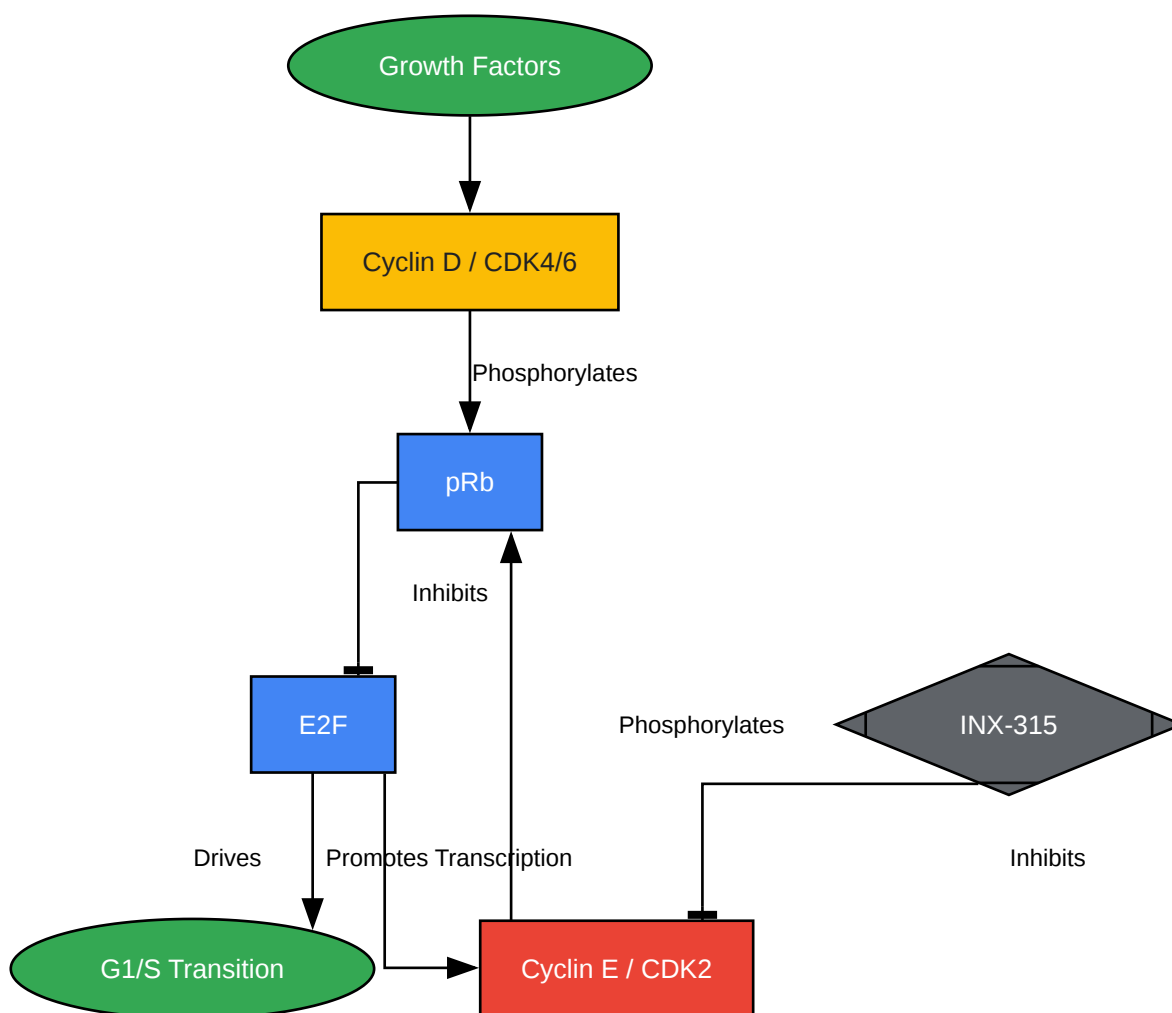 Growth Factors
Cyclin D / CDK4/6
Phosphorylates
pRb
Inhibits
E2F
Phosphorylates
INX-315
Drives
Promotes Transcription
Inhibits
G1/S Transition
Cyclin E / CDK2